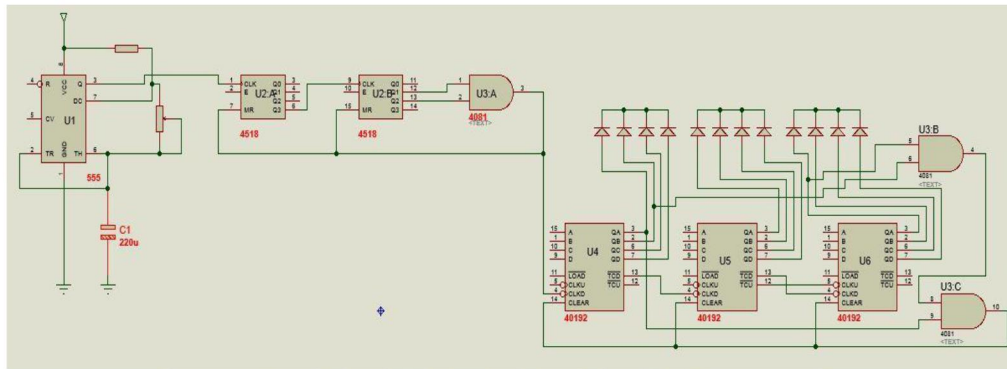 4 R
5 CV
2 TR
8
VCC
Q 3
DC 7
U1
GND
1
TH 6
555
C1
220u
1 CLK Q0 3
2 E Q1 4
U2:A
Q2 5
7 MR Q3 6
4518
9 CLK Q0 11
10 E Q1 12
U2:B
Q2 13
15 MR Q3 14
4518
U3:A
1
2
3
4081
<TEXT>
U3:B
5
6
4
4081
<TEXT>
15 A QA 3
1 B QB 2
10 C QC 6
9 D QD 7
U4
11 LOAD TCO 13
5 CLKU TCU 12
4 CLKD
14 CLEAR
40192
15 A QA 3
1 B QB 2
10 C QC 6
9 D QD 7
U5
11 LOAD TCO 13
5 CLKU TCU 12
4 CLKD
14 CLEAR
40192
15 A QA 3
1 B QB 2
10 C QC 6
9 D QD 7
U6
11 LOAD TCO 13
5 CLKU TCU 12
4 CLKD
14 CLEAR
40192
U3:C
8
9
10
4081
<TEXT>